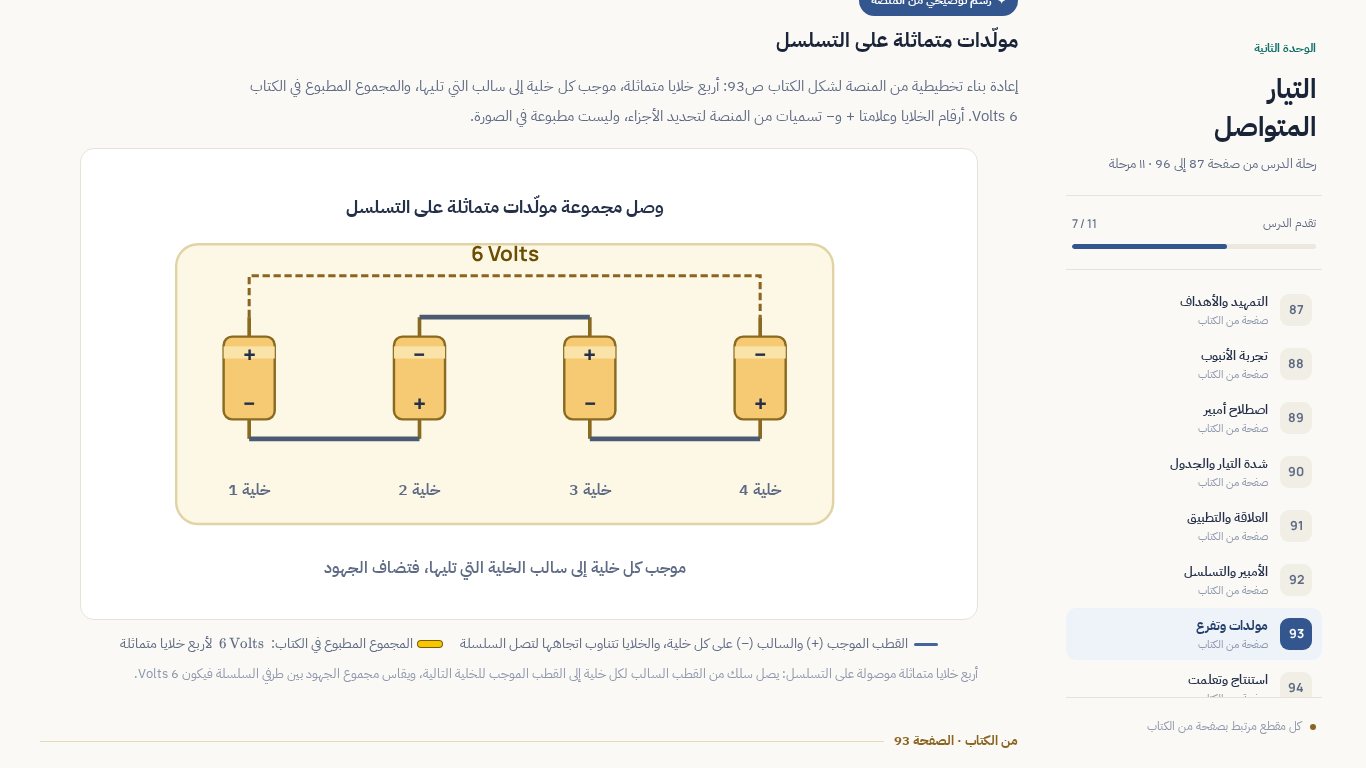 رسم توضيحي من المنصة
مولّدات متماثلة على التسلسل
إعادة بناء تخطيطية من المنصة لشكل الكتاب ص93: أربع خلايا متماثلة، موجب كل خلية إلى سالب التي تليها، والمجموع المطبوع في الكتاب
6 Volts. أرقام الخلايا وعلامتا + و− تسميات من المنصة لتحديد الأجزاء، وليست مطبوعة في الصورة.
وصل مجموعة مولّدات متماثلة على التسلسل
6 Volts
+ − + −
− + − +
خلية 1 خلية 2 خلية 3 خلية 4
موجب كل خلية إلى سالب الخلية التي تليها، فتضاف الجهود
القطب الموجب (+) والسالب (−) على كل خلية، والخلايا تتناوب اتجاهها لتصل السلسلة
المجموع المطبوع في الكتاب: 6 Volts لأربع خلايا متماثلة
أربع خلايا متماثلة موصولة على التسلسل: يصل سلك من القطب السالب لكل خلية إلى القطب الموجب للخلية التالية، ويقاس مجموع الجهود بين طرفي السلسلة فيكون 6 Volts.
من الكتاب · الصفحة 93
الوحدة الثانية
التيار
المتواصل
رحلة الدرس من صفحة 87 إلى 96 · ١١ مرحلة
تقدم الدرس
7 / 11
87
التمهيد والأهداف
صفحة من الكتاب
88
تجربة الأنبوب
صفحة من الكتاب
89
اصطلاح أمبير
صفحة من الكتاب
90
شدة التيار والجدول
صفحة من الكتاب
91
العلاقة والتطبيق
صفحة من الكتاب
92
الأمبير والتسلسل
صفحة من الكتاب
93
مولدات وتفرع
صفحة من الكتاب
94
استنتاج وتعلمت
كل مقطع مرتبط بصفحة من الكتاب